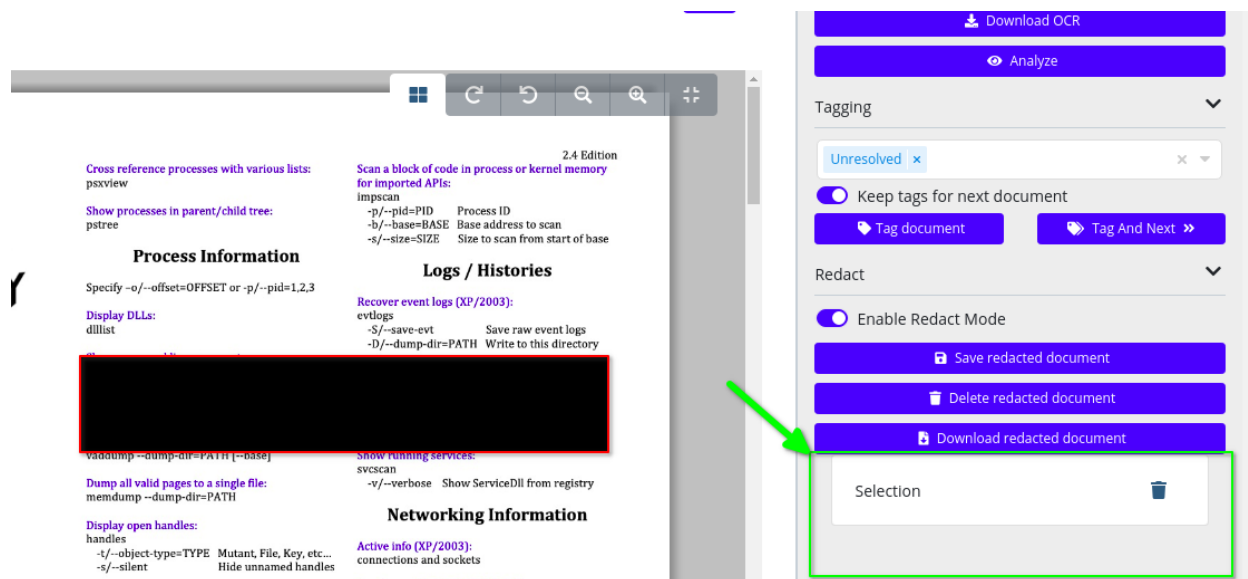 2.4 Edition
Cross reference processes with various lists:
psxview
Show processes in parent/child tree:
pstree
Process Information
Specify –o/--offset=OFFSET or -p/--pid=1,2,3
Display DLLs:
dlllist
vaddump --dump-dir=PATH [--base]
Dump all valid pages to a single file:
memdump --dump-dir=PATH
Display open handles:
handles
-t/--object-type=TYPE Mutant, File, Key, etc...
-s/--silent Hide unnamed handles
Scan a block of code in process or kernel memory
for imported APIs:
impscan
-p/--pid=PID Process ID
-b/--base=BASE Base address to scan
-s/--size=SIZE Size to scan from start of base
Logs / Histories
Recover event logs (XP/2003):
evtlogs
-S/--save-evt Save raw event logs
-D/--dump-dir=PATH Write to this directory
Show running services:
svcscan
-v/--verbose Show ServiceDll from registry
Networking Information
Active info (XP/2003):
connections and sockets
Download OCR
Analyze
Tagging
Unresolved ×
Keep tags for next document
Tag document
Tag And Next
Redact
Enable Redact Mode
Save redacted document
Delete redacted document
Download redacted document
Selection